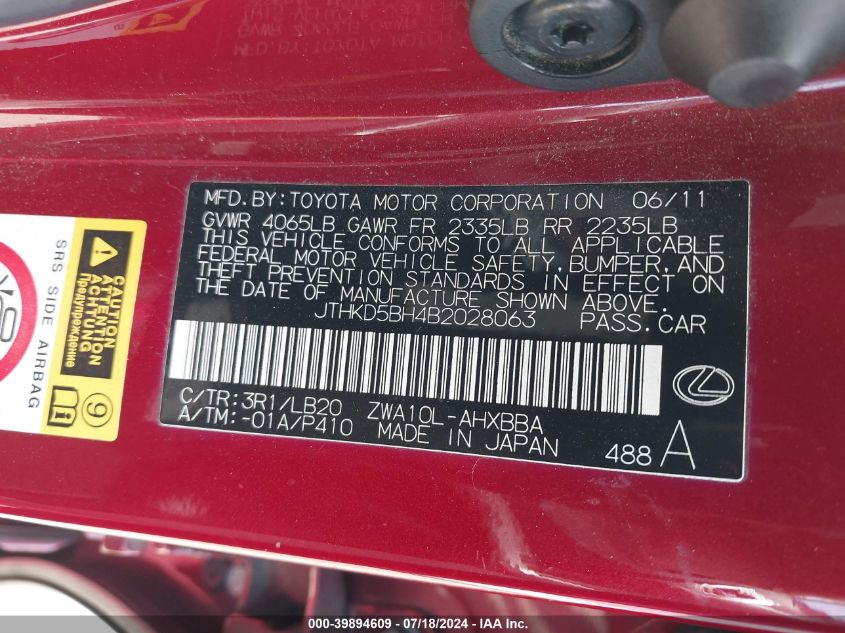 MFD.BY:TOYOTA MOTOR CORPORATION 06/11
GVWR 4065LB GAWR FR 2335LB RR 2235LB
THIS VEHICLE CONFORMS TO ALL APPLICABLE
FEDERAL MOTOR VEHICLE SAFETY,BUMPER,AND
THEFT PREVENTION STANDARDS IN EFFECT ON
THE DATE OF MANUFACTURE SHOWN ABOVE.
JTHKD5BH4B2028063 PASS.CAR
C/TR:3R1/LB20 ZWA10L-AHXBBA
A/TM:-01A/P410 MADE IN JAPAN
488 A
SRS SIDE AIRBAG
CAUTION
ATTENTION
ACHTUNG
Предупреждение
9
000-39894609 - 07/18/2024 - © IAA, Inc.